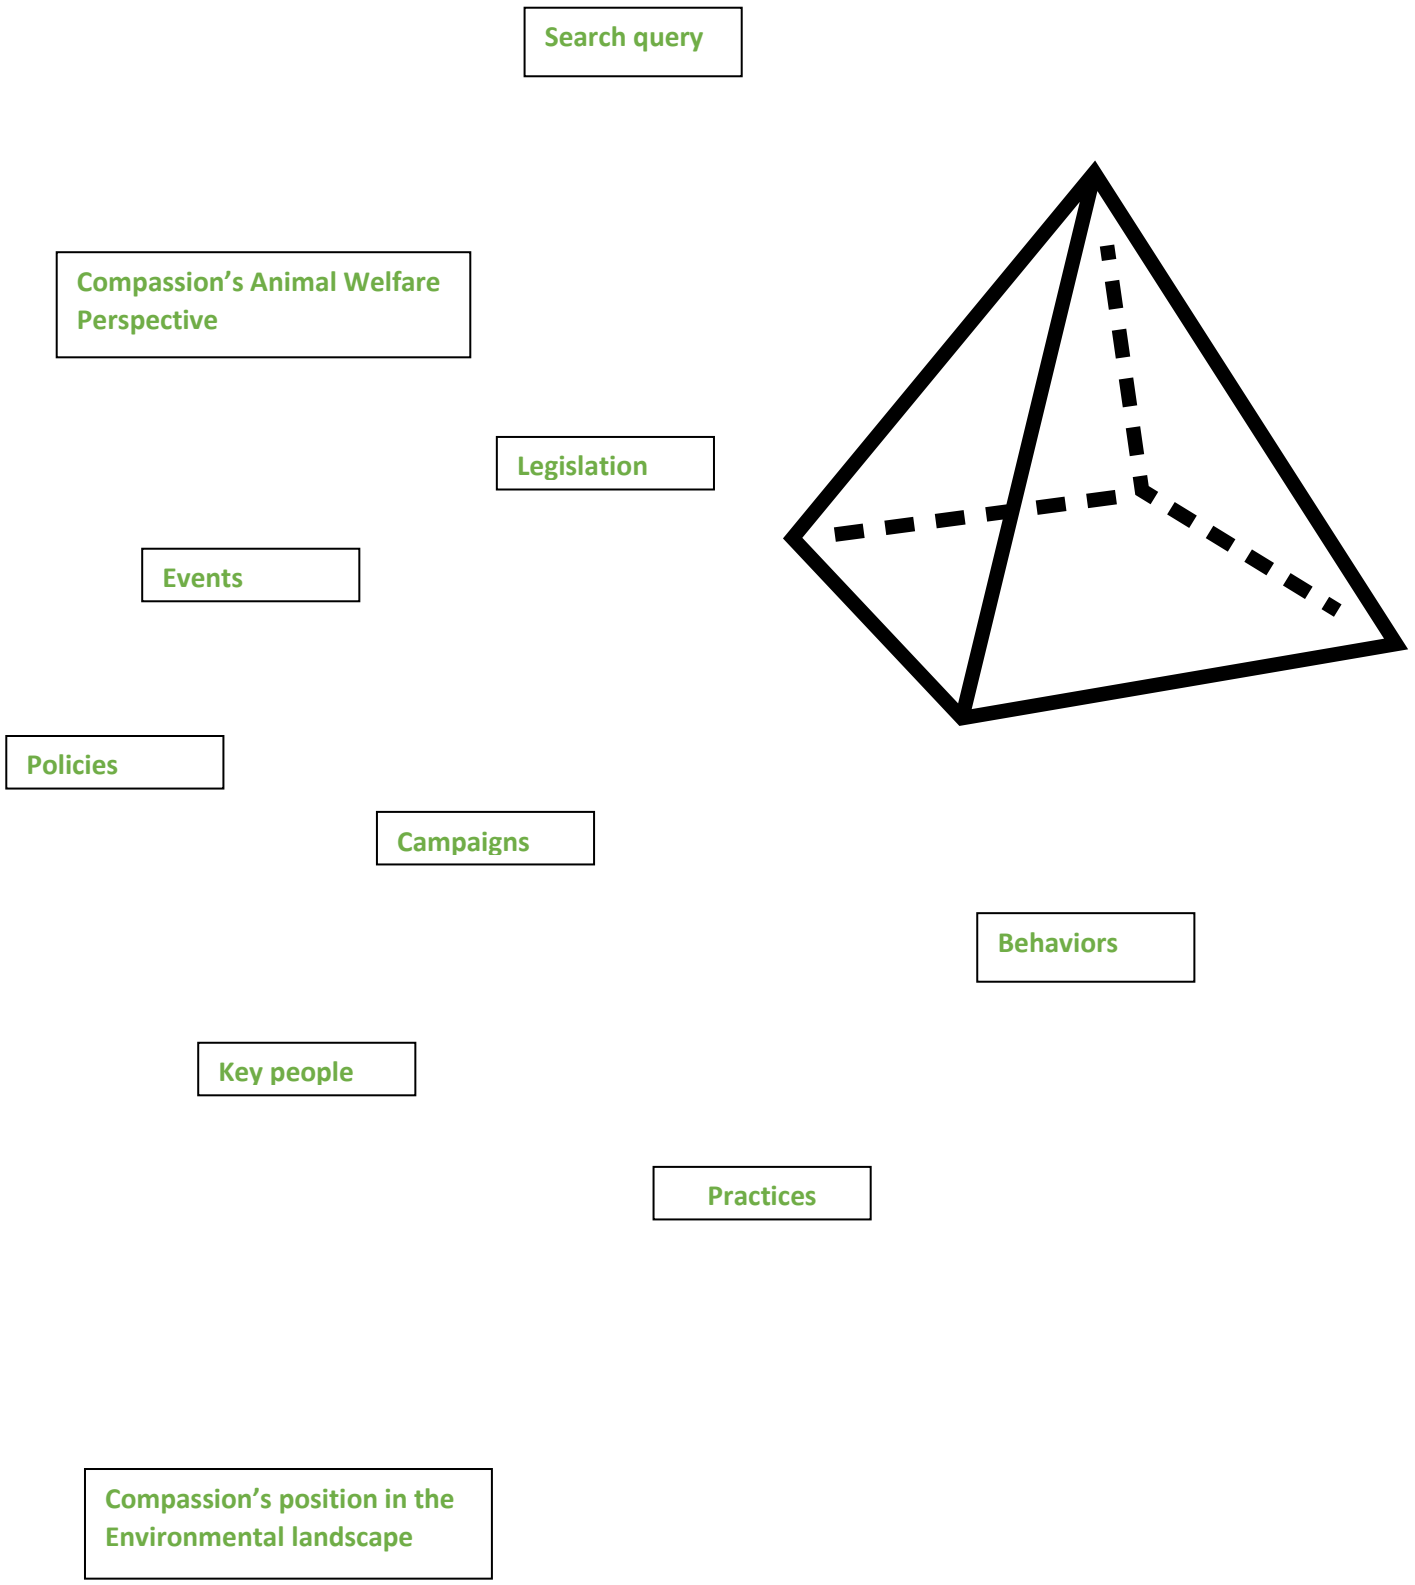 Search query
Compassion’s Animal Welfare
Perspective
Legislation
Events
Policies
Campaigns
Behaviors
Key people
Practices
Compassion’s position in the
Environmental landscape